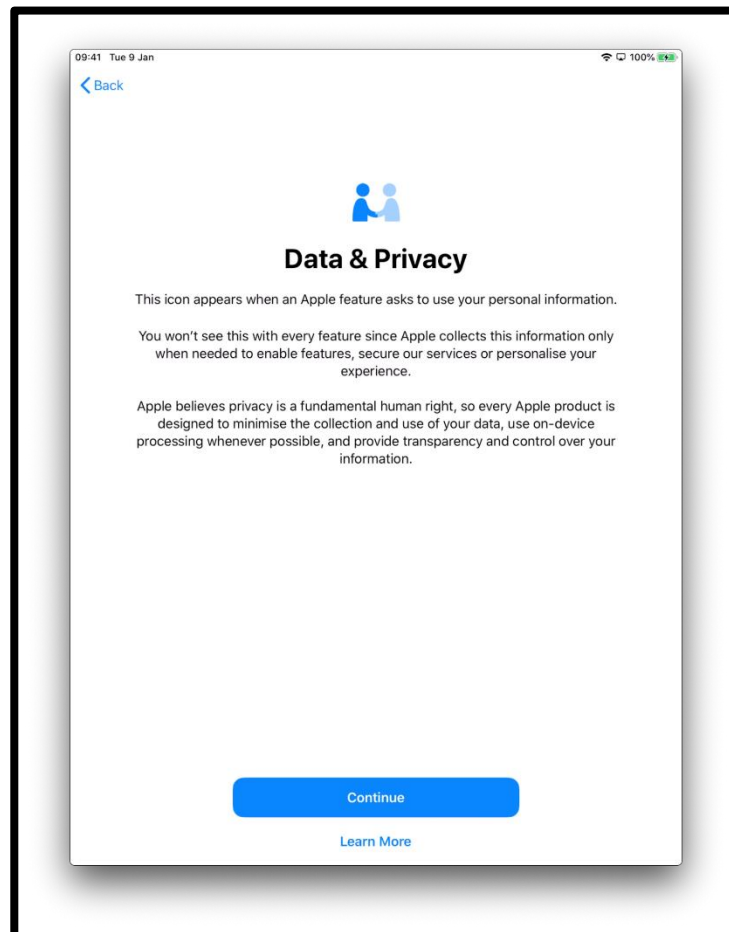 09:41 Tue 9 Jan
100%
Back
Data & Privacy
This icon appears when an Apple feature asks to use your personal information.
You won’t see this with every feature since Apple collects this information only
when needed to enable features, secure our services or personalise your
experience.
Apple believes privacy is a fundamental human right, so every Apple product is
designed to minimise the collection and use of your data, use on-device
processing whenever possible, and provide transparency and control over your
information.
Continue
Learn More